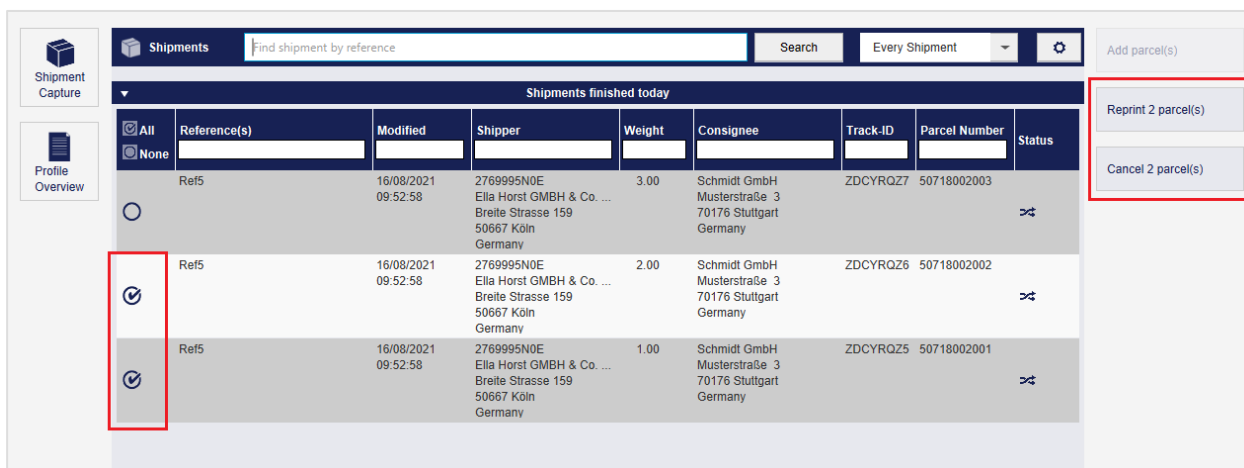 Shipment
Capture
Profile
Overview
Shipments
Find shipment by reference
Search
Every Shipment
Shipments finished today
All
None
Reference(s)
Modified
Shipper
Weight
Consignee
Track-ID
Parcel Number
Status
Ref5
16/08/2021
09:52:58
2769995N0E
Ella Horst GMBH & Co. ...
Breite Strasse 159
50667 Köln
Germany
3.00
Schmidt GmbH
Musterstraße 3
70176 Stuttgart
Germany
ZDCYRQZ7
50718002003
Ref5
16/08/2021
09:52:58
2769995N0E
Ella Horst GMBH & Co. ...
Breite Strasse 159
50667 Köln
Germany
2.00
Schmidt GmbH
Musterstraße 3
70176 Stuttgart
Germany
ZDCYRQZ6
50718002002
Ref5
16/08/2021
09:52:58
2769995N0E
Ella Horst GMBH & Co. ...
Breite Strasse 159
50667 Köln
Germany
1.00
Schmidt GmbH
Musterstraße 3
70176 Stuttgart
Germany
ZDCYRQZ5
50718002001
Add parcel(s)
Reprint 2 parcel(s)
Cancel 2 parcel(s)